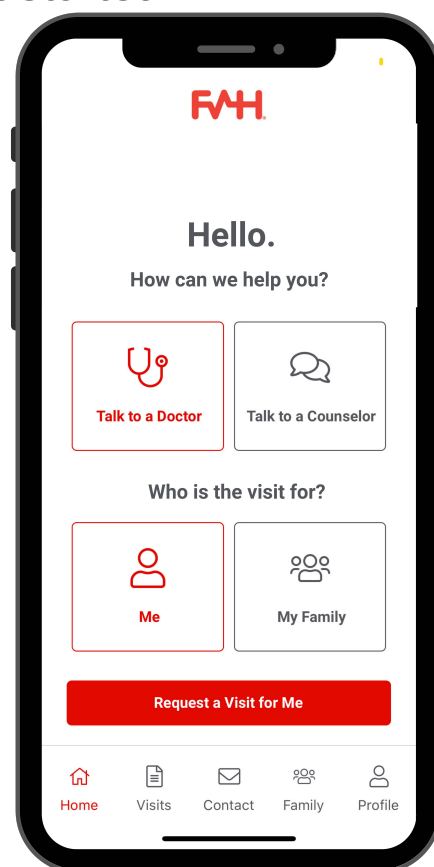 FAH.
Hello.
How can we help you?
Talk to a Doctor
Talk to a Counselor
Who is the visit for?
Me
My Family
Request a Visit for Me
Home
Visits
Contact
Family
Profile